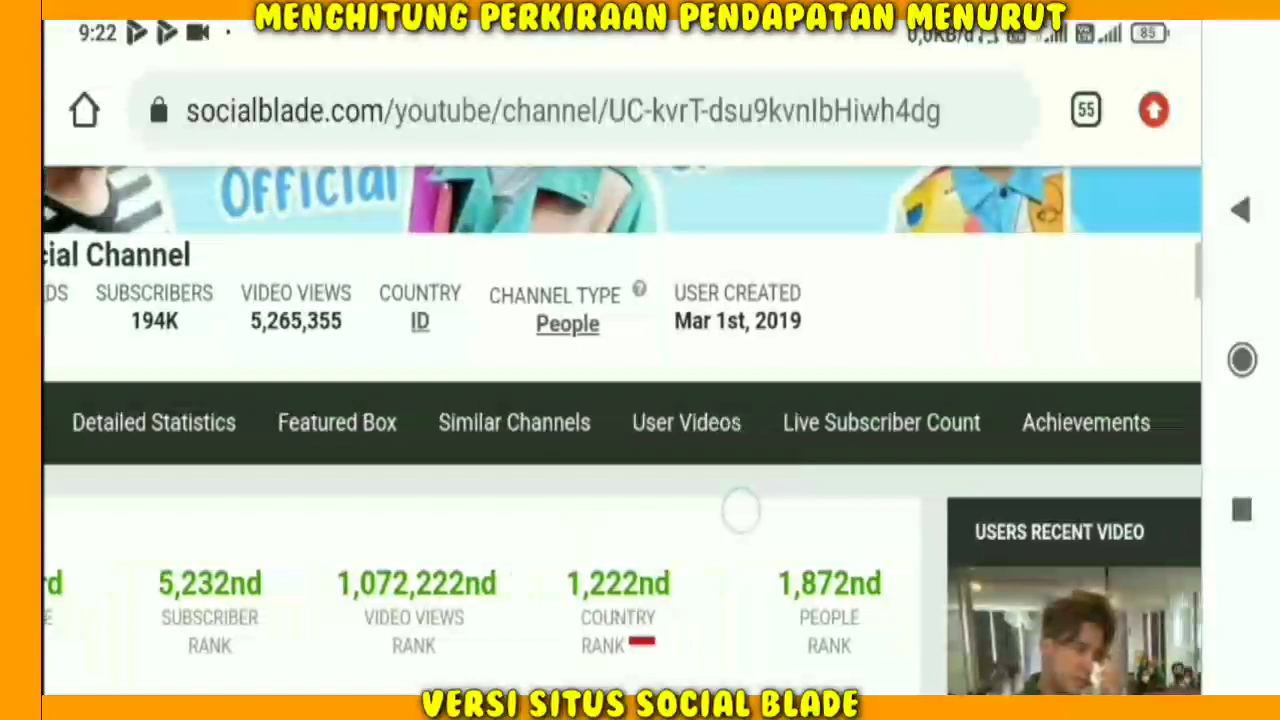 MENGHITUNG PERKIRAAN PENDAPATAN MENURUT
9:22
85
socialblade.com/youtube/channel/UC-kvrT-dsu9kvnIbHiwh4dg
55
OFFICIal
cial Channel
DS SUBSCRIBERS VIDEO VIEWS COUNTRY CHANNEL TYPE ? USER CREATED
194K 5,265,355 ID People Mar 1st, 2019
Detailed Statistics Featured Box Similar Channels User Videos Live Subscriber Count Achievements
USERS RECENT VIDEO
rd 5,232nd 1,072,222nd 1,222nd 1,872nd
E SUBSCRIBER VIDEO VIEWS COUNTRY PEOPLE
RANK RANK RANK RANK
VERSI SITUS SOCIAL BLADE